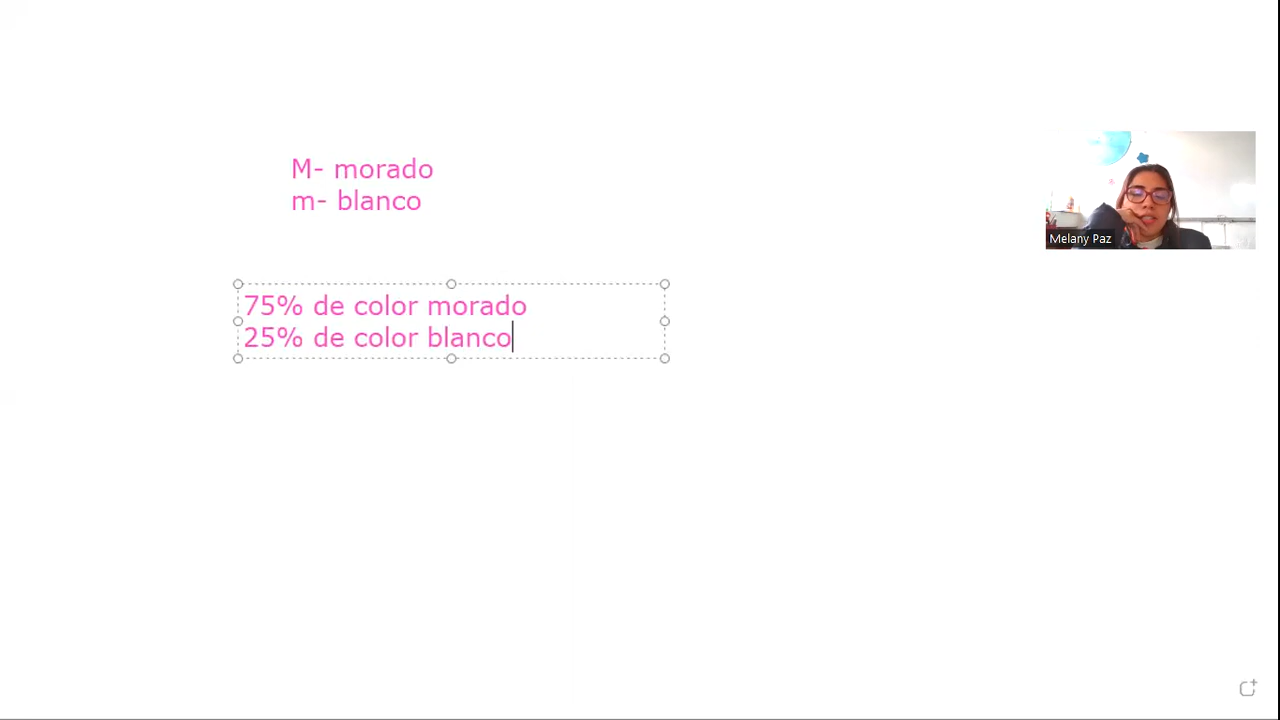 M- morado
m- blanco
Melany Paz
75% de color morado
25% de color blanco